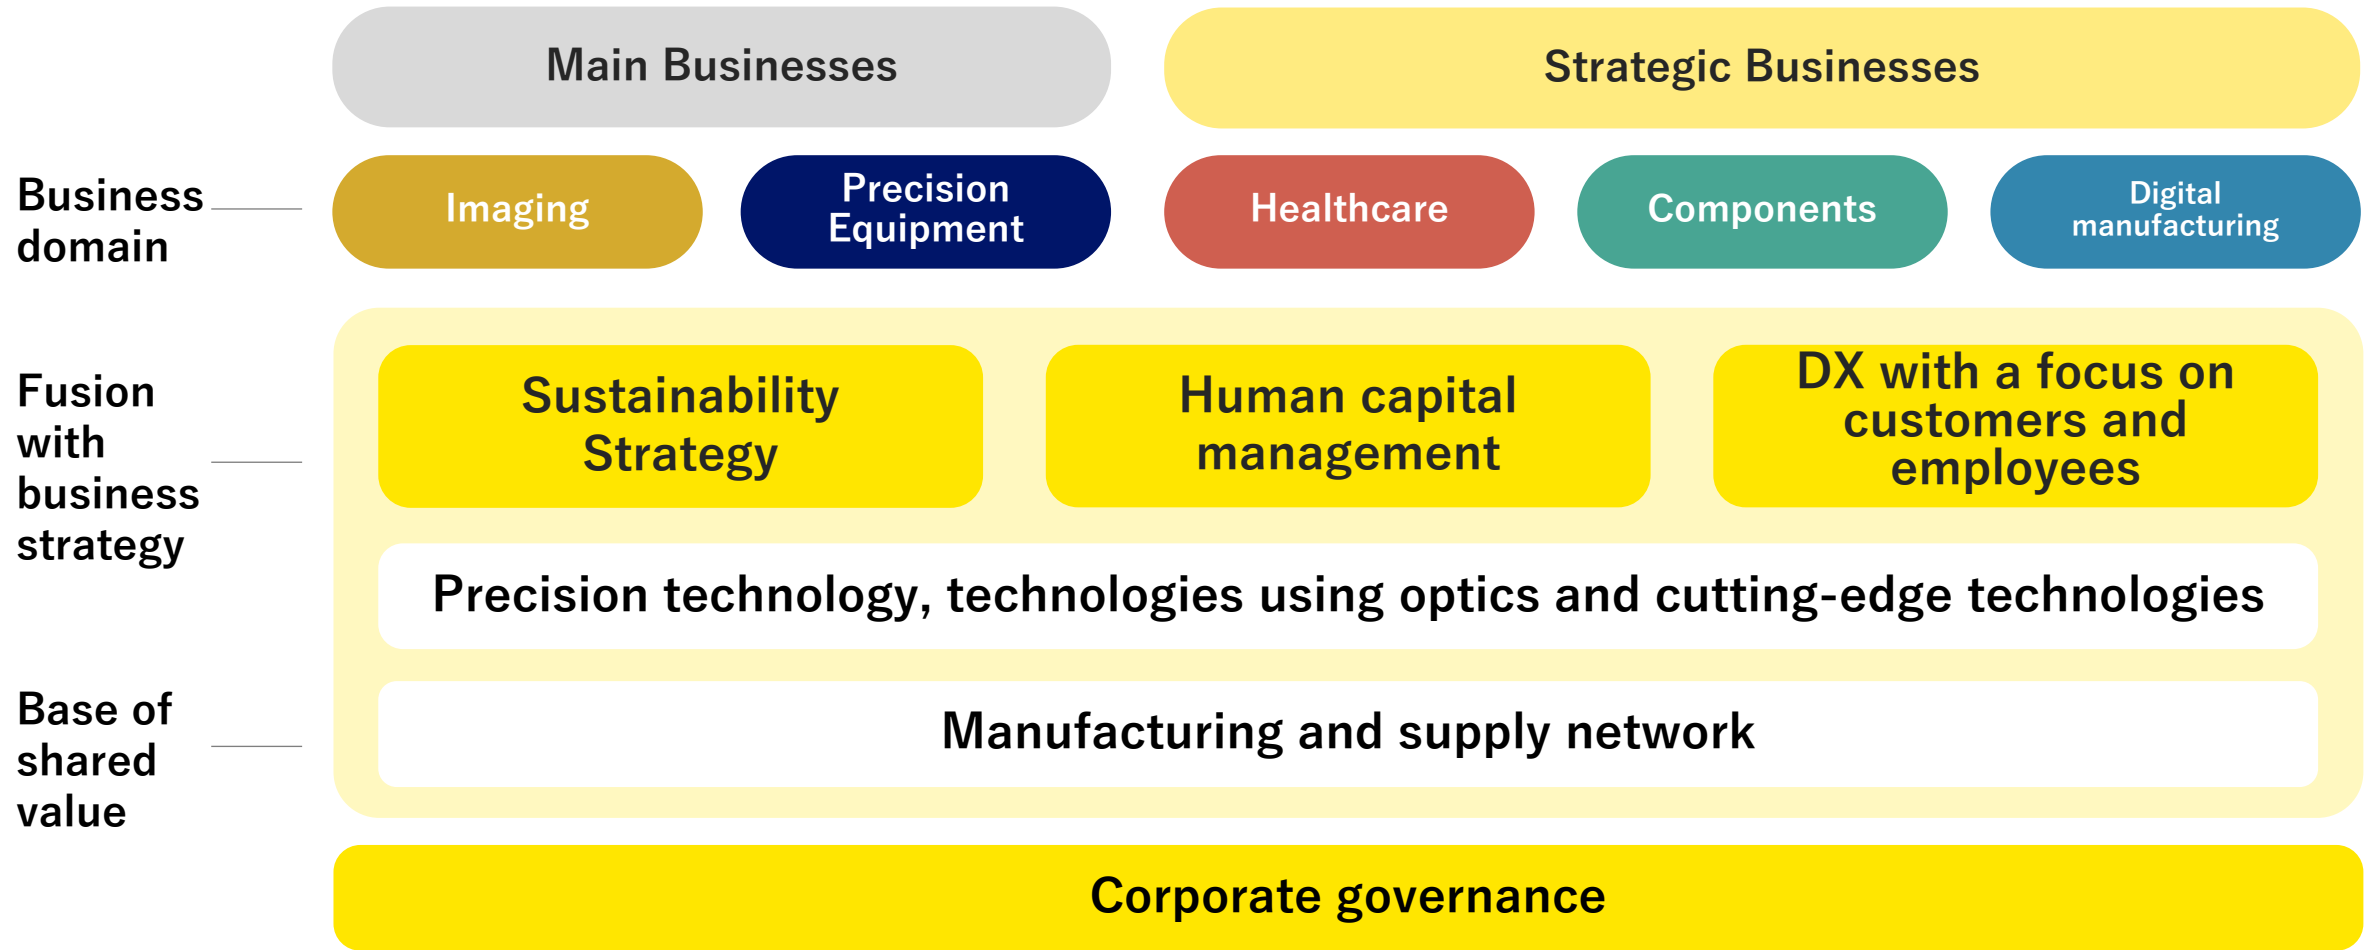 Main Businesses
Strategic Businesses
Business
domain
Imaging
Precision
Equipment
Healthcare
Components
Digital
manufacturing
Fusion
with
business
strategy
Sustainability
Strategy
Human capital
management
DX with a focus on
customers and
employees
Precision technology, technologies using optics and cutting-edge technologies
Base of
shared
value
Manufacturing and supply network
Corporate governance